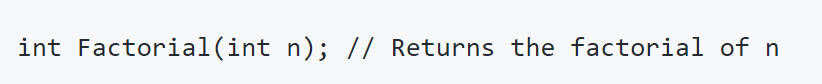 int Factorial(int n); // Returns the factorial of n